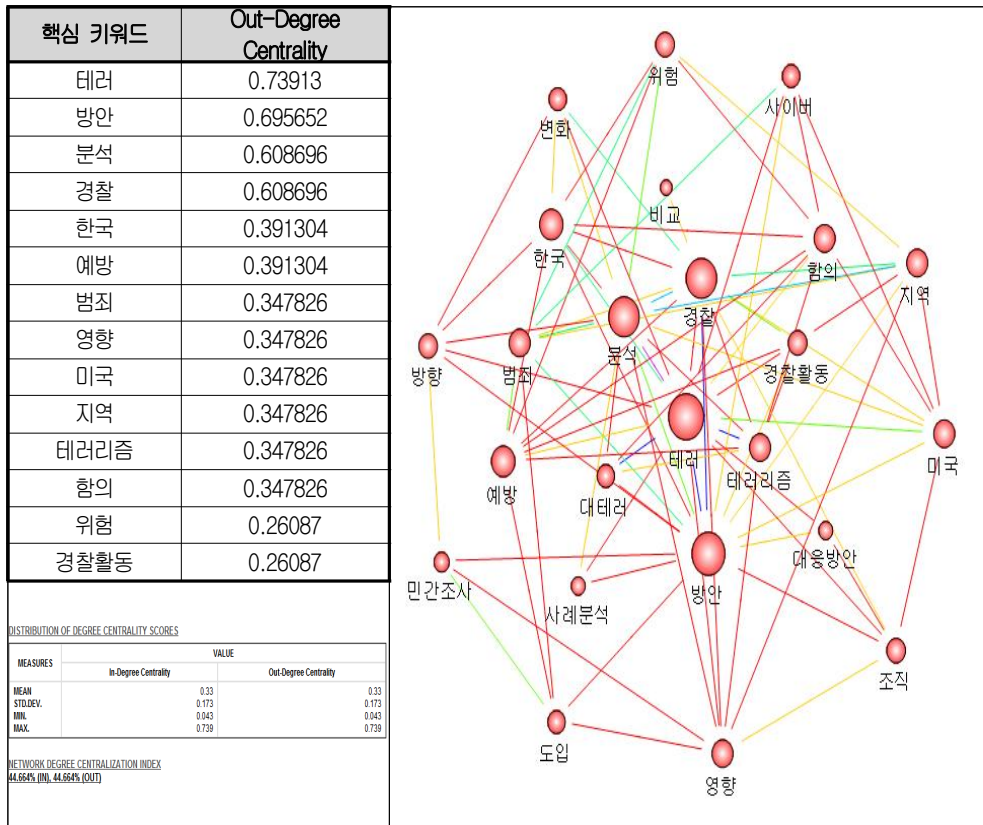 핵심 키워드 Out-Degree Centrality
테러 0.73913
방안 0.695652
분석 0.608696
경찰 0.608696
한국 0.391304
예방 0.391304
범죄 0.347826
영향 0.347826
미국 0.347826
지역 0.347826
테러리즘 0.347826
함의 0.347826
위험 0.26087
경찰활동 0.26087
DISTRIBUTION OF DEGREE CENTRALITY SCORES
MEASURES VALUE
In-Degree Centrality Out-Degree Centrality
MEAN 0.33 0.33
STD.DEV. 0.173 0.173
MIN. 0.043 0.043
MAX. 0.739 0.739
NETWORK DEGREE CENTRALIZATION INDEX
44.664% (IN), 44.664% (OUT)
위험
사이버
변화
비교
한국
함의
지역
경찰
분석
방향
범죄
경찰활동
미국
테러
테러리즘
예방
대테러
대응방안
민간조사
사례분석
방안
조직
도입
영향